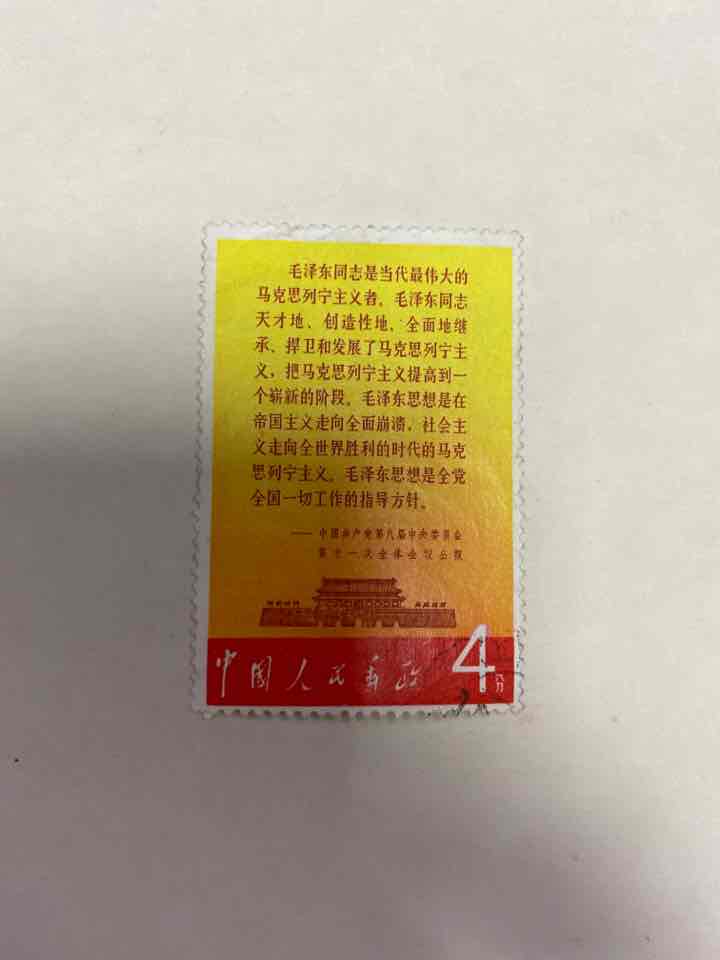 毛泽东同志是当代最伟大的
马克思列宁主义者。毛泽东同志
天才地、创造性地、全面地继
承、捍卫和发展了马克思列宁主
义，把马克思列宁主义提高到一
个崭新的阶段。毛泽东思想是在
帝国主义走向全面崩溃，社会主
义走向全世界胜利的时代的马克
思列宁主义。毛泽东思想是全党
全国一切工作的指导方针。
——中国共产党第八届中央委员会
第十一次全体会议公报
中国人民邮政
4分